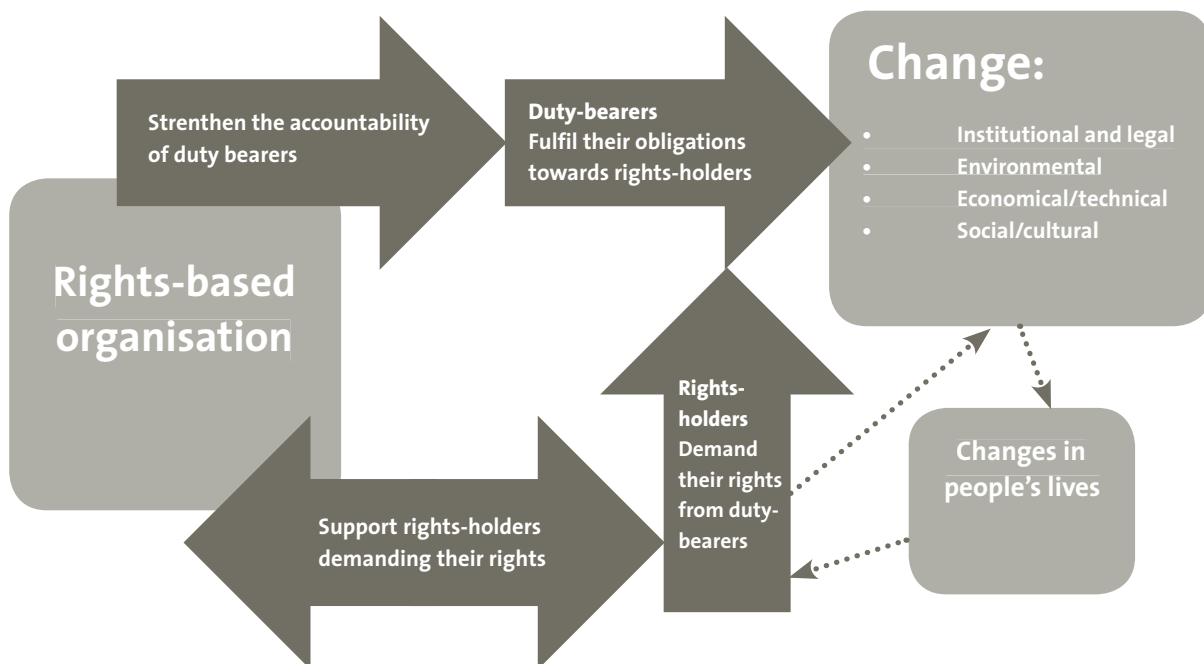 Strenthen the accountability
of duty bearers
Duty-bearers
Fulfil their obligations
towards rights-holders
Change:
• Institutional and legal
• Environmental
• Economical/technical
• Social/cultural
Rights-based
organisation
Rights-
holders
Demand
their rights
from duty-
bearers
Changes in
people's lives
Support rights-holders
demanding their rights